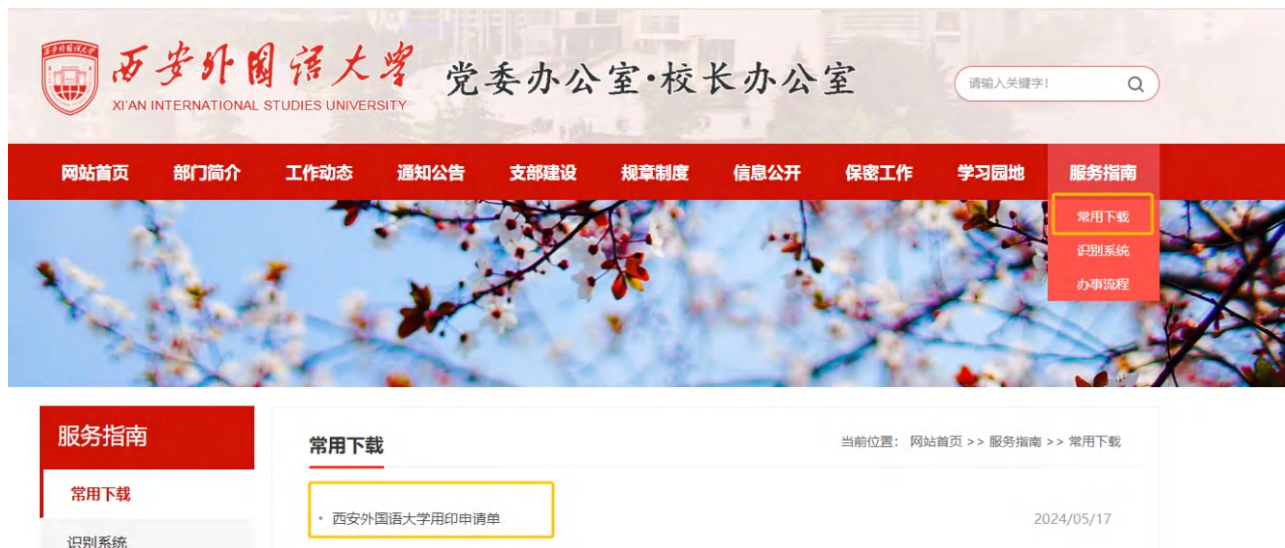 西安外国语大学
XI'AN INTERNATIONAL STUDIES UNIVERSITY
党委办公室·校长办公室
请输入关键字!
网站首页 部门简介 工作动态 通知公告 支部建设 规章制度 信息公开 保密工作 学习园地 服务指南
常用下载
识别系统
办事流程
服务指南
常用下载
识别系统
常用下载
当前位置: 网站首页 >> 服务指南 >> 常用下载
• 西安外国语大学用印申请单 2024/05/17